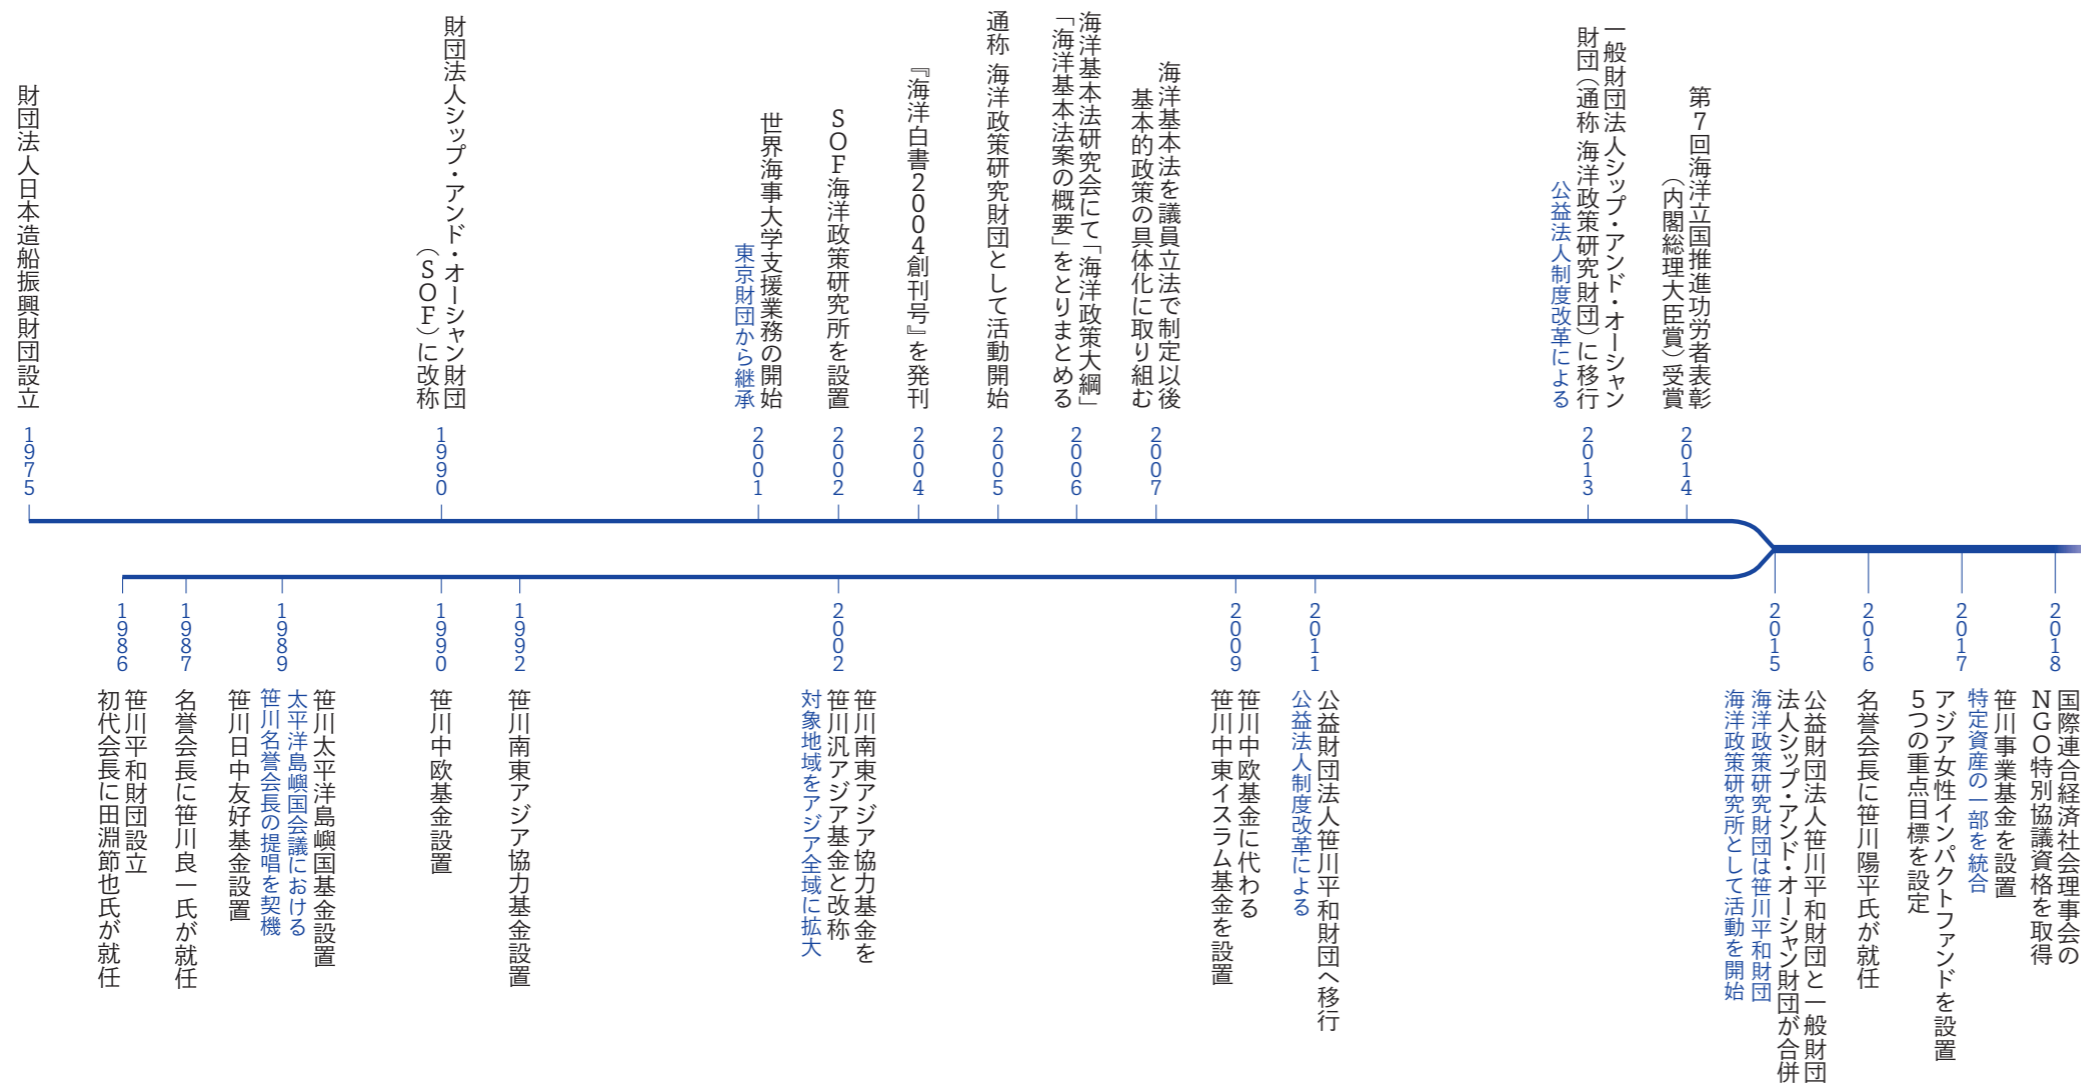 財団法人日本造船振興財団設立
1975
財団法人シップ・アンド・オーシャン財団
（SOF）に改称
1990
世界海事大学支援業務の開始
東京財団から継承
2001
SOF海洋政策研究所を設置
2002
『海洋白書2004創刊号』を発刊
2004
通称 海洋政策研究財団として活動開始
2005
海洋基本法研究会にて「海洋政策大綱」
「海洋基本法案の概要」をとりまとめる
2006
海洋基本法を議員立法で制定以後
基本的政策の具体化に取り組む
2007
一般財団法人シップ・アンド・オーシャン
財団（通称 海洋政策研究財団）に移行
公益法人制度改革による
2013
第7回海洋立国推進功労者表彰
（内閣総理大臣賞）受賞
2014
1986
笹川平和財団設立
初代会長に田淵節也氏が就任
1987
名誉会長に笹川良一氏が就任
1989
笹川太平洋島嶼国基金設置
太平洋島嶼国会議における
笹川名誉会長の提唱を契機
笹川日中友好基金設置
1990
笹川中欧基金設置
1992
笹川南東アジア協力基金設置
2002
笹川南東アジア協力基金を
笹川汎アジア基金と改称
対象地域をアジア全域に拡大
2009
笹川中欧基金に代わる
笹川中東イスラム基金を設置
2011
公益財団法人笹川平和財団へ移行
公益法人制度改革による
2015
公益財団法人笹川平和財団と一般財団
法人シップ・アンド・オーシャン財団が合併
海洋政策研究財団は笹川平和財団
海洋政策研究所として活動を開始
2016
名誉会長に笹川陽平氏が就任
2017
笹川事業基金を設置
特定資産の一部を統合
アジア女性インパクトファンドを設置
5つの重点目標を設定
2018
国際連合経済社会理事会の
NGO特別協議資格を取得